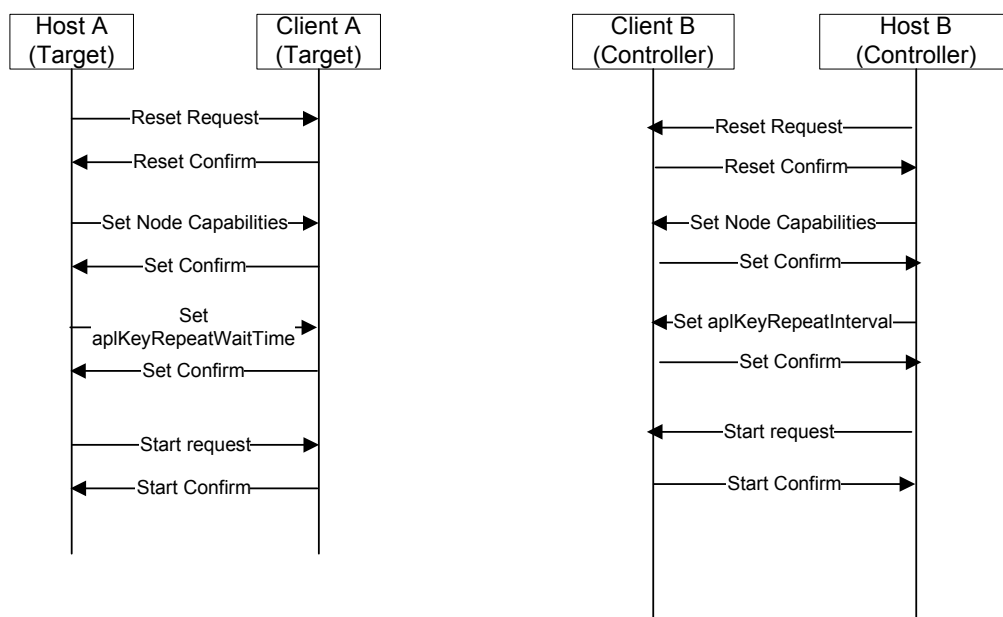 Host A
(Target)
Client A
(Target)
Client B
(Controller)
Host B
(Controller)
Reset Request
Reset Confirm
Set Node Capabilities
Set Confirm
Set
aplKeyRepeatWaitTime
Set Confirm
Start request
Start Confirm
Reset Request
Reset Confirm
Set Node Capabilities
Set Confirm
Set aplKeyRepeatInterval
Set Confirm
Start request
Start Confirm